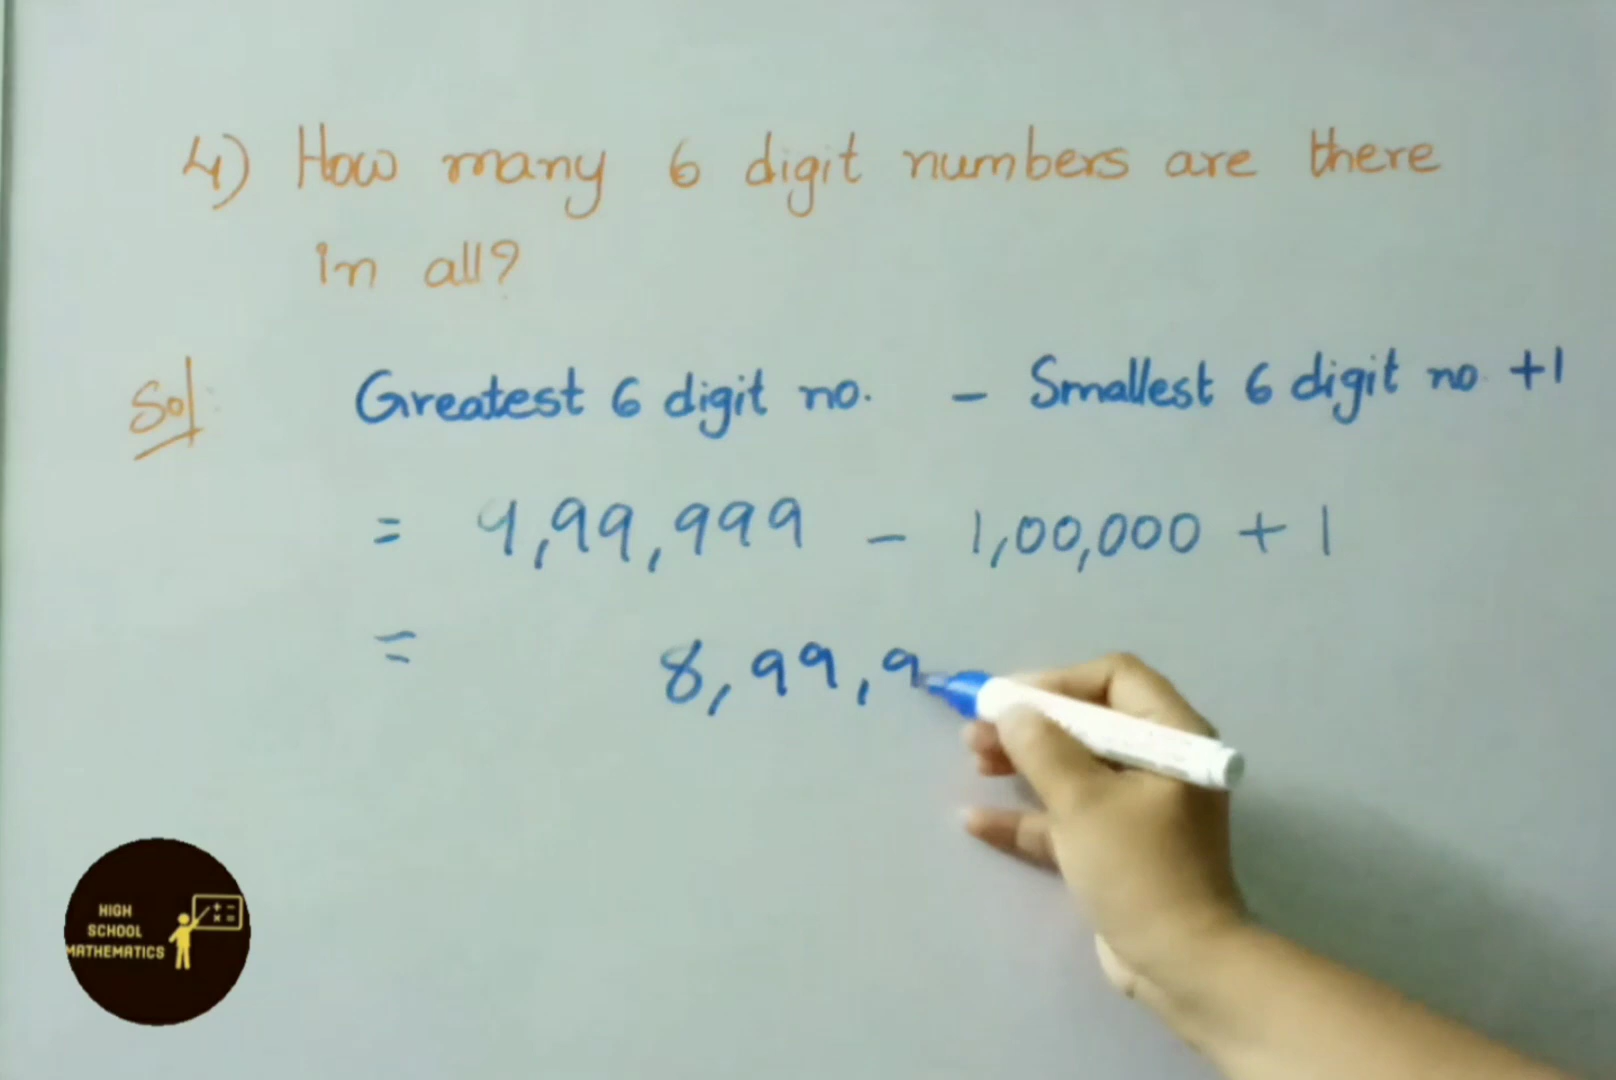 4) How many 6 digit numbers are there
in all?
Sol: Greatest 6 digit no. - Smallest 6 digit no. +1
= 9,99,999 - 1,00,000 + 1
= 8,99,9
HIGH
SCHOOL
MATHEMATICS